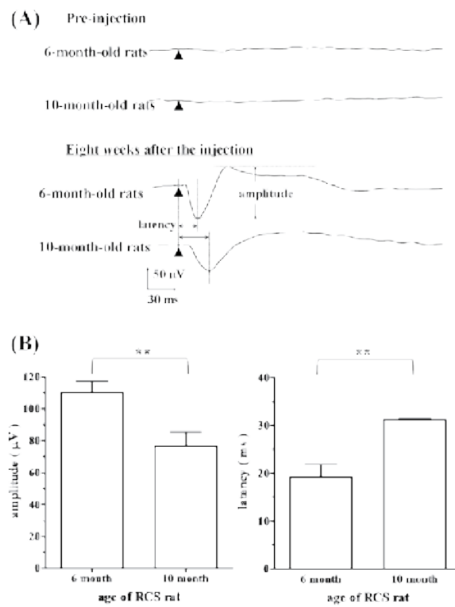 (A)
Pre-injection
6-month-old rats
10-month-old rats
Eight weeks after the injection
6-month-old rats
amplitude
latency
10-month-old rats
50 μV
30 ms
(B)
**
**
amplitude ( μV )
120
100
80
60
40
20
0
6 month
10 month
age of RCS rat
latency ( ms )
40
30
20
10
0
6 month
10 month
age of RCS rat